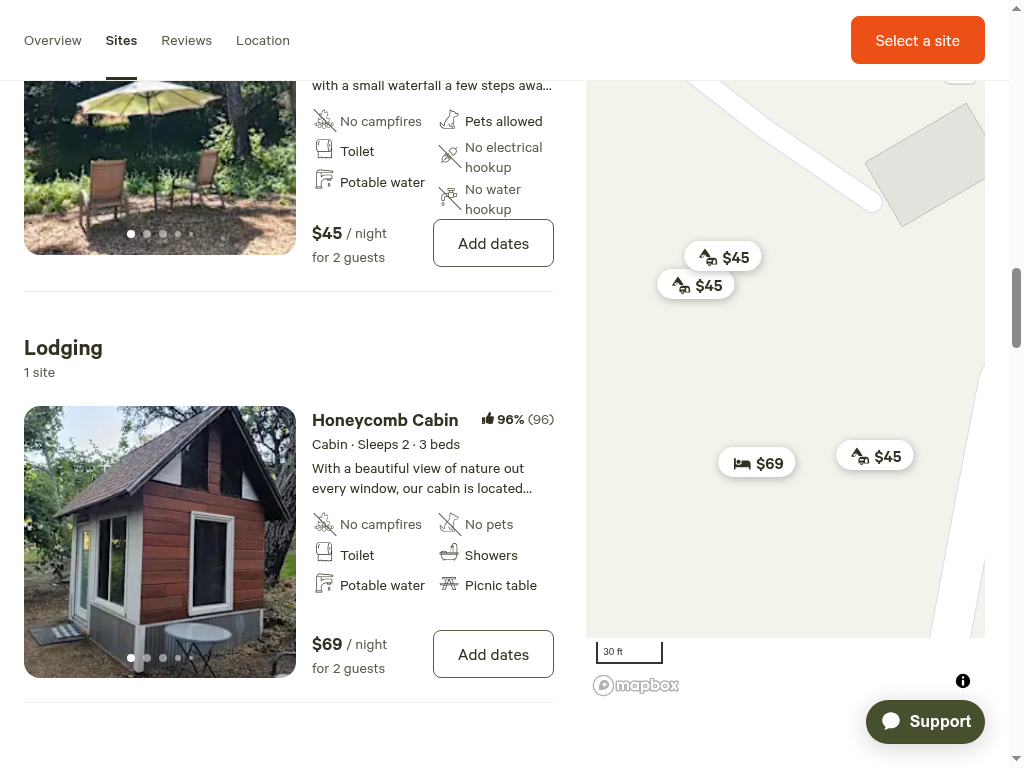 Overview
Sites
Reviews
Location
Select a site
with a small waterfall a few steps awa...
No campfires
Pets allowed
Toilet
No electrical
hookup
Potable water
No water
hookup
$45 / night
for 2 guests
Add dates
Lodging
1 site
Honeycomb Cabin
96% (96)
Cabin · Sleeps 2 · 3 beds
With a beautiful view of nature out
every window, our cabin is located...
No campfires
No pets
Toilet
Showers
Potable water
Picnic table
$69 / night
for 2 guests
Add dates
$45
$45
$69
$45
30 ft
mapbox
Support